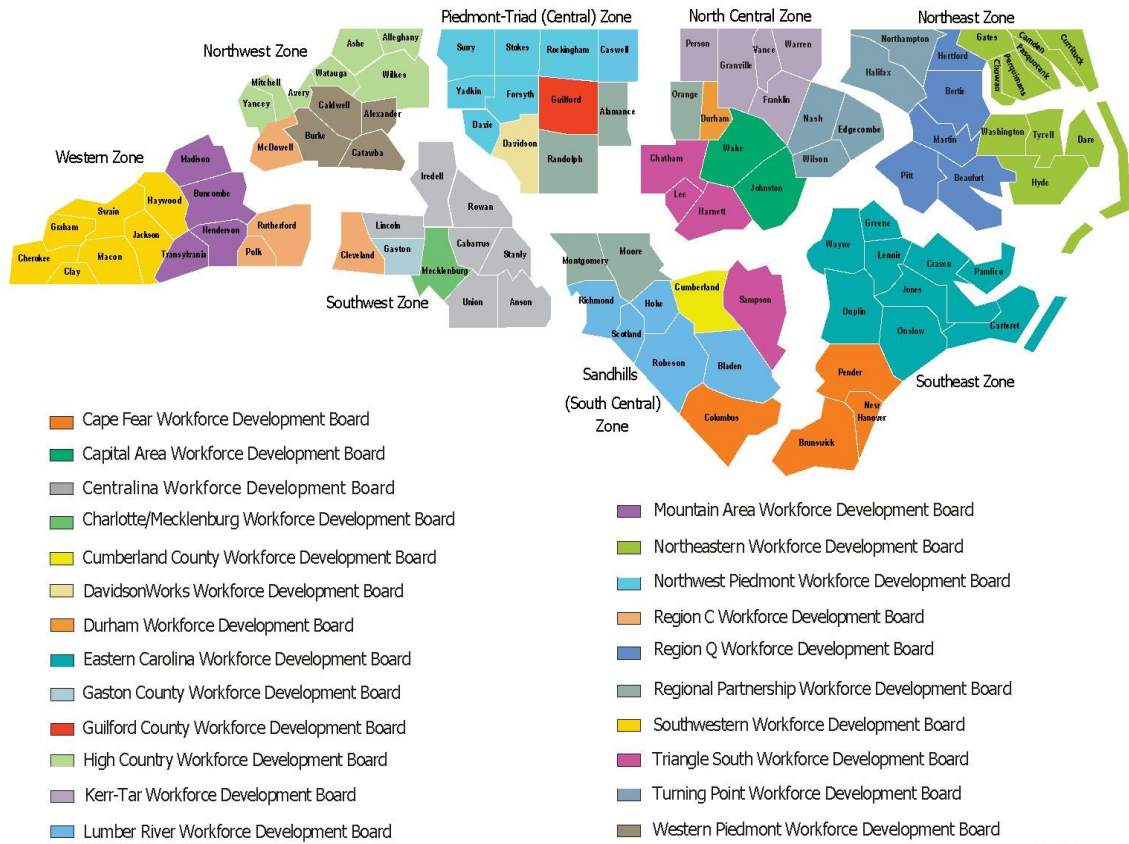 Piedmont-Triad (Central) Zone
North Central Zone
Northeast Zone
Northwest Zone
Ashe
Alleghany
Watauga
Wilkes
Mitchell
Avery
Yancey
Caldwell
Alexander
Burke
McDowell
Catawba
Surry
Stokes
Rockingham
Caswell
Yadkin
Forsyth
Guilford
Alamance
Davie
Davidson
Randolph
Person
Granville
Vance
Warren
Orange
Durham
Franklin
Nash
Edgecombe
Chatham
Wake
Wilson
Lee
Johnston
Harnett
Northampton
Gates
Camden
Currituck
Hertford
Pasquotank
Perquimans
Chowan
Halifax
Bertie
Martin
Washington
Tyrell
Dare
Pitt
Beaufort
Hyde
Western Zone
Madison
Buncombe
Haywood
Swain
Graham
Jackson
Henderson
Rutherford
Cherokee
Macon
Transylvania
Polk
Clay
Iredell
Rowan
Lincoln
Cleveland
Gaston
Cabarrus
Stanly
Mecklenburg
Union
Anson
Southwest Zone
Montgomery
Moore
Richmond
Hoke
Cumberland
Sampson
Scotland
Robeson
Bladen
Columbus
Sandhills
(South Central)
Zone
Greene
Wayne
Lenoir
Craven
Pamlico
Jones
Duplin
Onslow
Carteret
Pender
New
Hanover
Brunswick
Southeast Zone
Cape Fear Workforce Development Board
Capital Area Workforce Development Board
Centralina Workforce Development Board
Charlotte/Mecklenburg Workforce Development Board
Cumberland County Workforce Development Board
DavidsonWorks Workforce Development Board
Durham Workforce Development Board
Eastern Carolina Workforce Development Board
Gaston County Workforce Development Board
Guilford County Workforce Development Board
High Country Workforce Development Board
Kerr-Tar Workforce Development Board
Lumber River Workforce Development Board
Mountain Area Workforce Development Board
Northeastern Workforce Development Board
Northwest Piedmont Workforce Development Board
Region C Workforce Development Board
Region Q Workforce Development Board
Regional Partnership Workforce Development Board
Southwestern Workforce Development Board
Triangle South Workforce Development Board
Turning Point Workforce Development Board
Western Piedmont Workforce Development Board